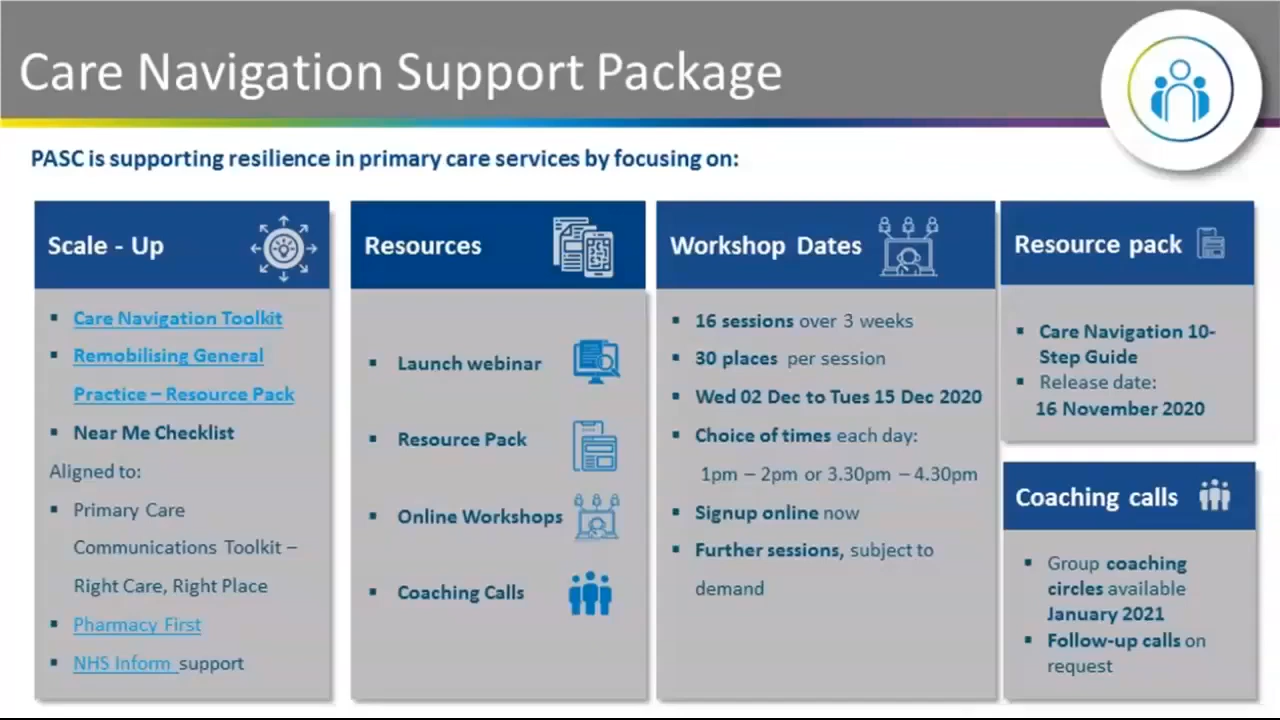 Care Navigation Support Package
PASC is supporting resilience in primary care services by focusing on:
Scale - Up
▪ Care Navigation Toolkit
▪ Remobilising General
Practice – Resource Pack
▪ Near Me Checklist
Aligned to:
▪ Primary Care
Communications Toolkit –
Right Care, Right Place
▪ Pharmacy First
▪ NHS Inform support
Resources
▪ Launch webinar
▪ Resource Pack
▪ Online Workshops
▪ Coaching Calls
Workshop Dates
▪ 16 sessions over 3 weeks
▪ 30 places per session
▪ Wed 02 Dec to Tues 15 Dec 2020
▪ Choice of times each day:
1pm – 2pm or 3.30pm – 4.30pm
▪ Signup online now
▪ Further sessions, subject to
demand
Resource pack
▪ Care Navigation 10-
Step Guide
▪ Release date:
16 November 2020
Coaching calls
▪ Group coaching
circles available
January 2021
▪ Follow-up calls on
request